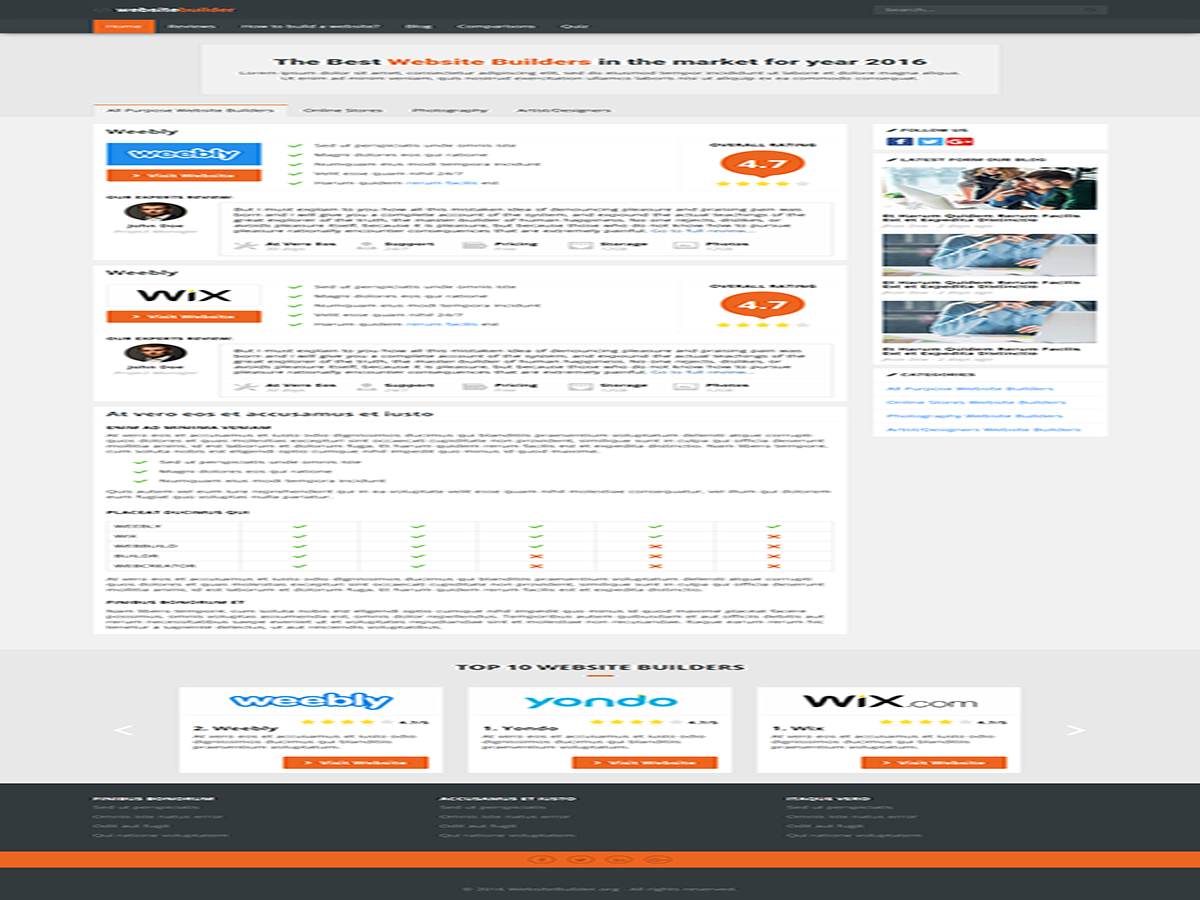 websitebuilder
Search...
Home Reviews How to build a website? Blog Comparisons Quiz
The Best Website Builders in the market for year 2016
Lorem ipsum dolor sit amet, consectetur adipiscing elit, sed do eiusmod tempor incididunt ut labore et dolore magna aliqua.
Ut enim ad minim veniam, quis nostrud exercitation ullamco laboris nisi ut aliquip ex ea commodo consequat.
All Purpose Website Builders Online Stores Photography Artist/Designers
Weebly
weebly
> Visit Website
Sed ut perspiciatis unde omnis iste
Magni dolores eos qui ratione
Numquam eius modi tempora incidunt
Velit esse quam nihil 24/7
Harum quidem rerum facilis est
OVERALL RATING
4.7
OUR EXPERTS REVIEW:
John Doe
Project Manager
But I must explain to you how all this mistaken idea of denouncing pleasure and praising pain was
born and I will give you a complete account of the system, and expound the actual teachings of the
great explorer of the truth, the master builder of human happiness. No one rejects, dislikes, or
avoids pleasure itself, because it is pleasure, but because those who do not know how to pursue
pleasure rationally encounter consequences that are extremely painful. Go to full review...
At Vero Eos Support Pricing Storage Photos
Weebly
WiX
> Visit Website
Sed ut perspiciatis unde omnis iste
Magni dolores eos qui ratione
Numquam eius modi tempora incidunt
Velit esse quam nihil 24/7
Harum quidem rerum facilis est
OVERALL RATING
4.7
OUR EXPERTS REVIEW:
John Doe
Project Manager
But I must explain to you how all this mistaken idea of denouncing pleasure and praising pain was
born and I will give you a complete account of the system, and expound the actual teachings of the
great explorer of the truth, the master builder of human happiness. No one rejects, dislikes, or
avoids pleasure itself, because it is pleasure, but because those who do not know how to pursue
pleasure rationally encounter consequences that are extremely painful. Go to full review...
At Vero Eos Support Pricing Storage Photos
At vero eos et accusamus et iusto
ENIM AD MINIMA VENIAM
At vero eos et accusamus et iusto odio dignissimos ducimus qui blanditiis praesentium voluptatum deleniti atque corrupti
quos dolores et quas molestias excepturi sint occaecati cupiditate non provident, similique sunt in culpa qui officia deserunt
mollitia animi, id est laborum et dolorum fuga. Et harum quidem rerum facilis est et expedita distinctio. Nam libero tempore,
cum soluta nobis est eligendi optio cumque nihil impedit quo minus id quod maxime.
Sed ut perspiciatis unde omnis iste
Magni dolores eos qui ratione
Numquam eius modi tempora incidunt
Quis autem vel eum iure reprehenderit qui in ea voluptate velit esse quam nihil molestiae consequatur, vel illum qui dolorem
eum fugiat quo voluptas nulla pariatur.
PLACEAT DUCIMUS QUI
WEEBLY
WIX
WEBBUILD
BUILDR
WEBCREATOR
At vero eos et accusamus et iusto odio dignissimos ducimus qui blanditiis praesentium voluptatum deleniti atque corrupti
quos dolores et quas molestias excepturi sint occaecati cupiditate non provident, similique sunt in culpa qui officia deserunt
mollitia animi, id est laborum et dolorum fuga. Et harum quidem rerum facilis est et expedita distinctio.
FINIBUS BONORUM ET
Nam libero tempore, cum soluta nobis est eligendi optio cumque nihil impedit quo minus id quod maxime placeat facere
possimus, omnis voluptas assumenda est, omnis dolor repellendus. Temporibus autem quibusdam et aut officiis debitis aut
rerum necessitatibus saepe eveniet ut et voluptates repudiandae sint et molestiae non recusandae. Itaque earum rerum hic
tenetur a sapiente delectus, ut aut reiciendis voluptatibus.
FOLLOW US
LATEST FORM OUR BLOG
Et Harum Quidem Rerum Facilis
Est et Expedita Distinctio
Jhon Doe - 2 days ago
Et Harum Quidem Rerum Facilis
Est et Expedita Distinctio
Jhon Doe - 2 days ago
Et Harum Quidem Rerum Facilis
Est et Expedita Distinctio
CATEGORIES
All Purpose Website Builders
Online Stores Website Builders
Photography Website Builders
Artist/Designers Website Builders
TOP 10 WEBSITE BUILDERS
weebly
4.7/5
2. Weebly
At vero eos et accusamus et iusto odio
dignissimos ducimus qui blanditiis
praesentium voluptatum.
> Visit Website
yondo
4.7/5
1. Yondo
At vero eos et accusamus et iusto odio
dignissimos ducimus qui blanditiis
praesentium voluptatum.
> Visit Website
WiX.com
4.7/5
1. Wix
At vero eos et accusamus et iusto odio
dignissimos ducimus qui blanditiis
praesentium voluptatum.
> Visit Website
FINIBUS BONORUM
Sed ut perspiciatis
Omnis iste natus error
Odit aut fugit
Qui ratione voluptatem
ACCUSAMUS ET IUSTO
Sed ut perspiciatis
Omnis iste natus error
Odit aut fugit
Qui ratione voluptatem
ITAQUE VERO
Sed ut perspiciatis
Omnis iste natus error
Odit aut fugit
Qui ratione voluptatem
© 2016 WebsiteBuilder.org - All rights reserved.